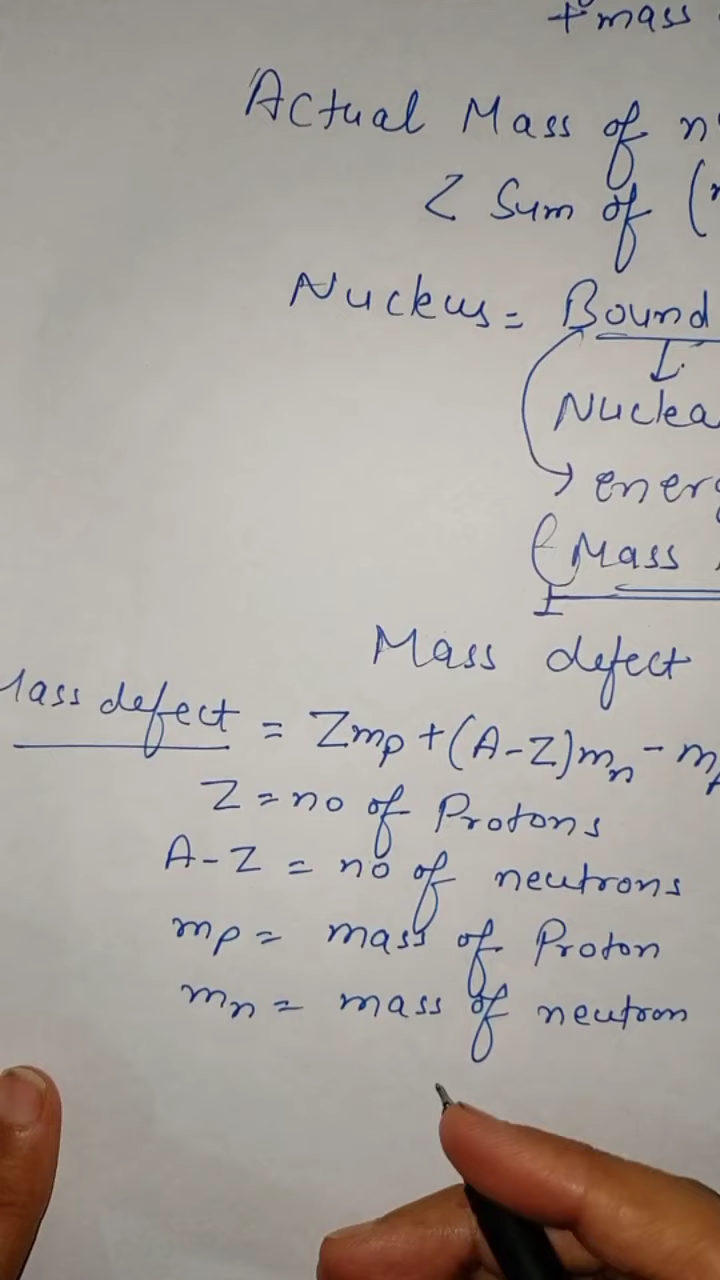 + mass
Actual Mass of n
< Sum of (
Nucleus = Bound
Nuclea
→ energ
(Mass
Mass defect
Mass defect = Zmp + (A-Z)mn - m
Z = no of Protons
A-Z = no of neutrons
mp = mass of Proton
mn = mass of neutron